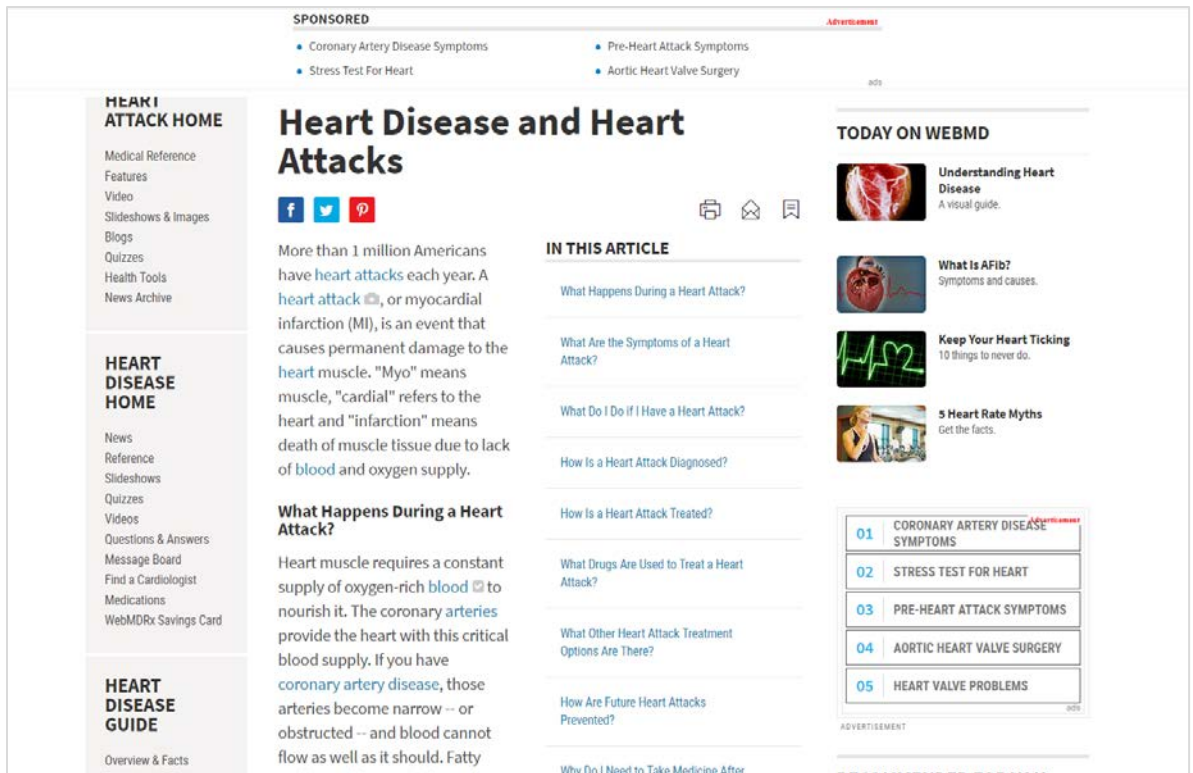 SPONSORED
Advertisement
Coronary Artery Disease Symptoms
Pre-Heart Attack Symptoms
Stress Test For Heart
Aortic Heart Valve Surgery
ads
HEART
ATTACK HOME
Medical Reference
Features
Video
Slideshows & Images
Blogs
Quizzes
Health Tools
News Archive
HEART
DISEASE
HOME
News
Reference
Slideshows
Quizzes
Videos
Questions & Answers
Message Board
Find a Cardiologist
Medications
WebMDRx Savings Card
HEART
DISEASE
GUIDE
Overview & Facts
Heart Disease and Heart
Attacks
More than 1 million Americans
have heart attacks each year. A
heart attack , or myocardial
infarction (MI), is an event that
causes permanent damage to the
heart muscle. "Myo" means
muscle, "cardial" refers to the
heart and "infarction" means
death of muscle tissue due to lack
of blood and oxygen supply.
What Happens During a Heart
Attack?
Heart muscle requires a constant
supply of oxygen-rich blood to
nourish it. The coronary arteries
provide the heart with this critical
blood supply. If you have
coronary artery disease, those
arteries become narrow -- or
obstructed -- and blood cannot
flow as well as it should. Fatty
IN THIS ARTICLE
What Happens During a Heart Attack?
What Are the Symptoms of a Heart
Attack?
What Do I Do if I Have a Heart Attack?
How Is a Heart Attack Diagnosed?
How Is a Heart Attack Treated?
What Drugs Are Used to Treat a Heart
Attack?
What Other Heart Attack Treatment
Options Are There?
How Are Future Heart Attacks
Prevented?
Why Do I Need to Take Medicine After
TODAY ON WEBMD
Understanding Heart
Disease
A visual guide.
What Is AFib?
Symptoms and causes.
Keep Your Heart Ticking
10 things to never do.
5 Heart Rate Myths
Get the facts.
Advertisement
01 CORONARY ARTERY DISEASE
SYMPTOMS
02 STRESS TEST FOR HEART
03 PRE-HEART ATTACK SYMPTOMS
04 AORTIC HEART VALVE SURGERY
05 HEART VALVE PROBLEMS
ads
ADVERTISEMENT